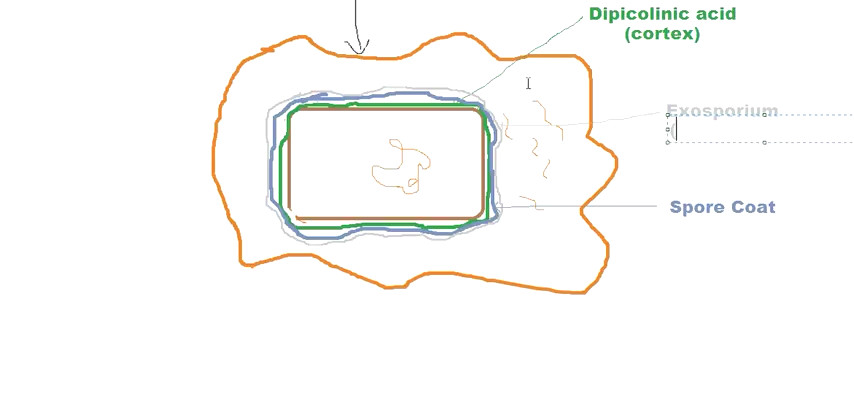 Dipicolinic acid
(cortex)
Exosporium
(
Spore Coat